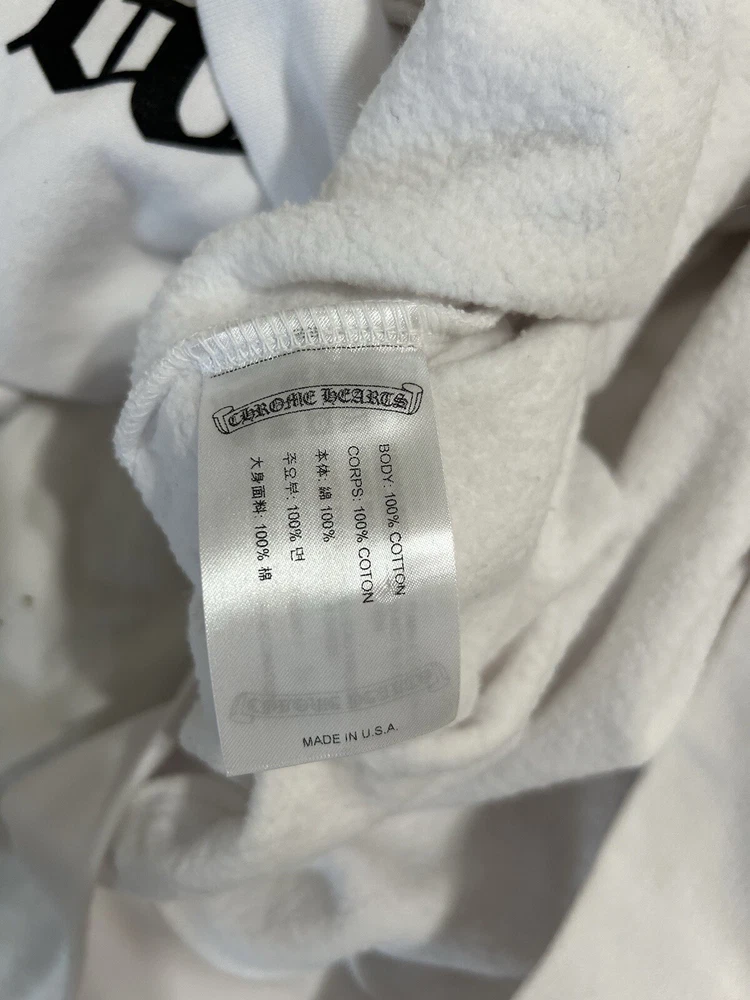 CHROME HEARTS
BODY: 100% COTTON
CORPS: 100% COTON
本体: 綿 100%
주요부: 100% 면
大身面料: 100% 棉
MADE IN U.S.A.